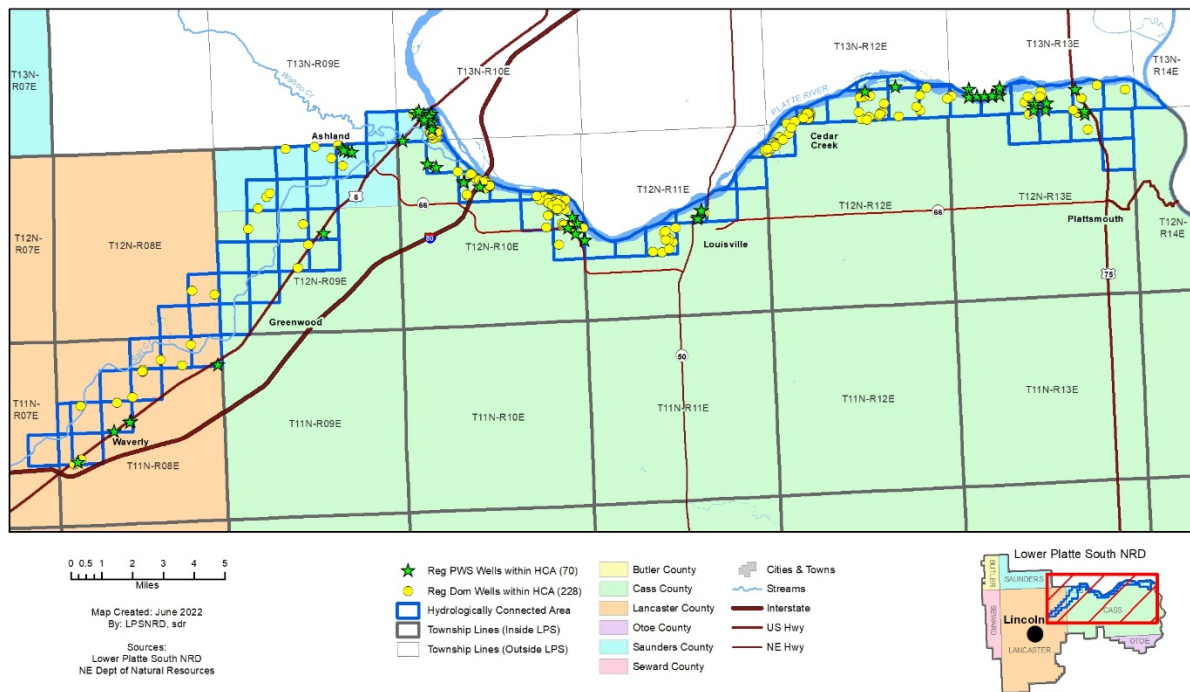 T13N-R09E
T13N-
R07E
Wahoo Cr
T13N-R10E
T13N-R12E
T13N-R13E
T13N-
R14E
PLATTE RIVER
Ashland
Cedar
Creek
6
66
T12N-R11E
T12N-R12E
66
T12N-R13E
Plattsmouth
T12N-
R07E
T12N-R08E
80
T12N-R10E
Louisville
T12N-
R14E
T12N-R09E
75
Greenwood
50
T11N-
R07E
T11N-R09E
T11N-R10E
T11N-R11E
T11N-R12E
T11N-R13E
Waverly
T11N-R08E
0 0.5 1 2 3 4 5
Miles
Map Created: June 2022
By: LPSNRD, sdr
Sources:
Lower Platte South NRD
NE Dept of Natural Resources
Reg PWS Wells within HCA (70)
Reg Dom Wells within HCA (228)
Hydrologically Connected Area
Township Lines (Inside LPS)
Township Lines (Outside LPS)
Butler County
Cass County
Lancaster County
Otoe County
Saunders County
Seward County
Cities & Towns
Streams
Interstate
US Hwy
NE Hwy
Lower Platte South NRD
BUTLER
SAUNDERS
SEWARD
CASS
Lincoln
LANCASTER
OTOE